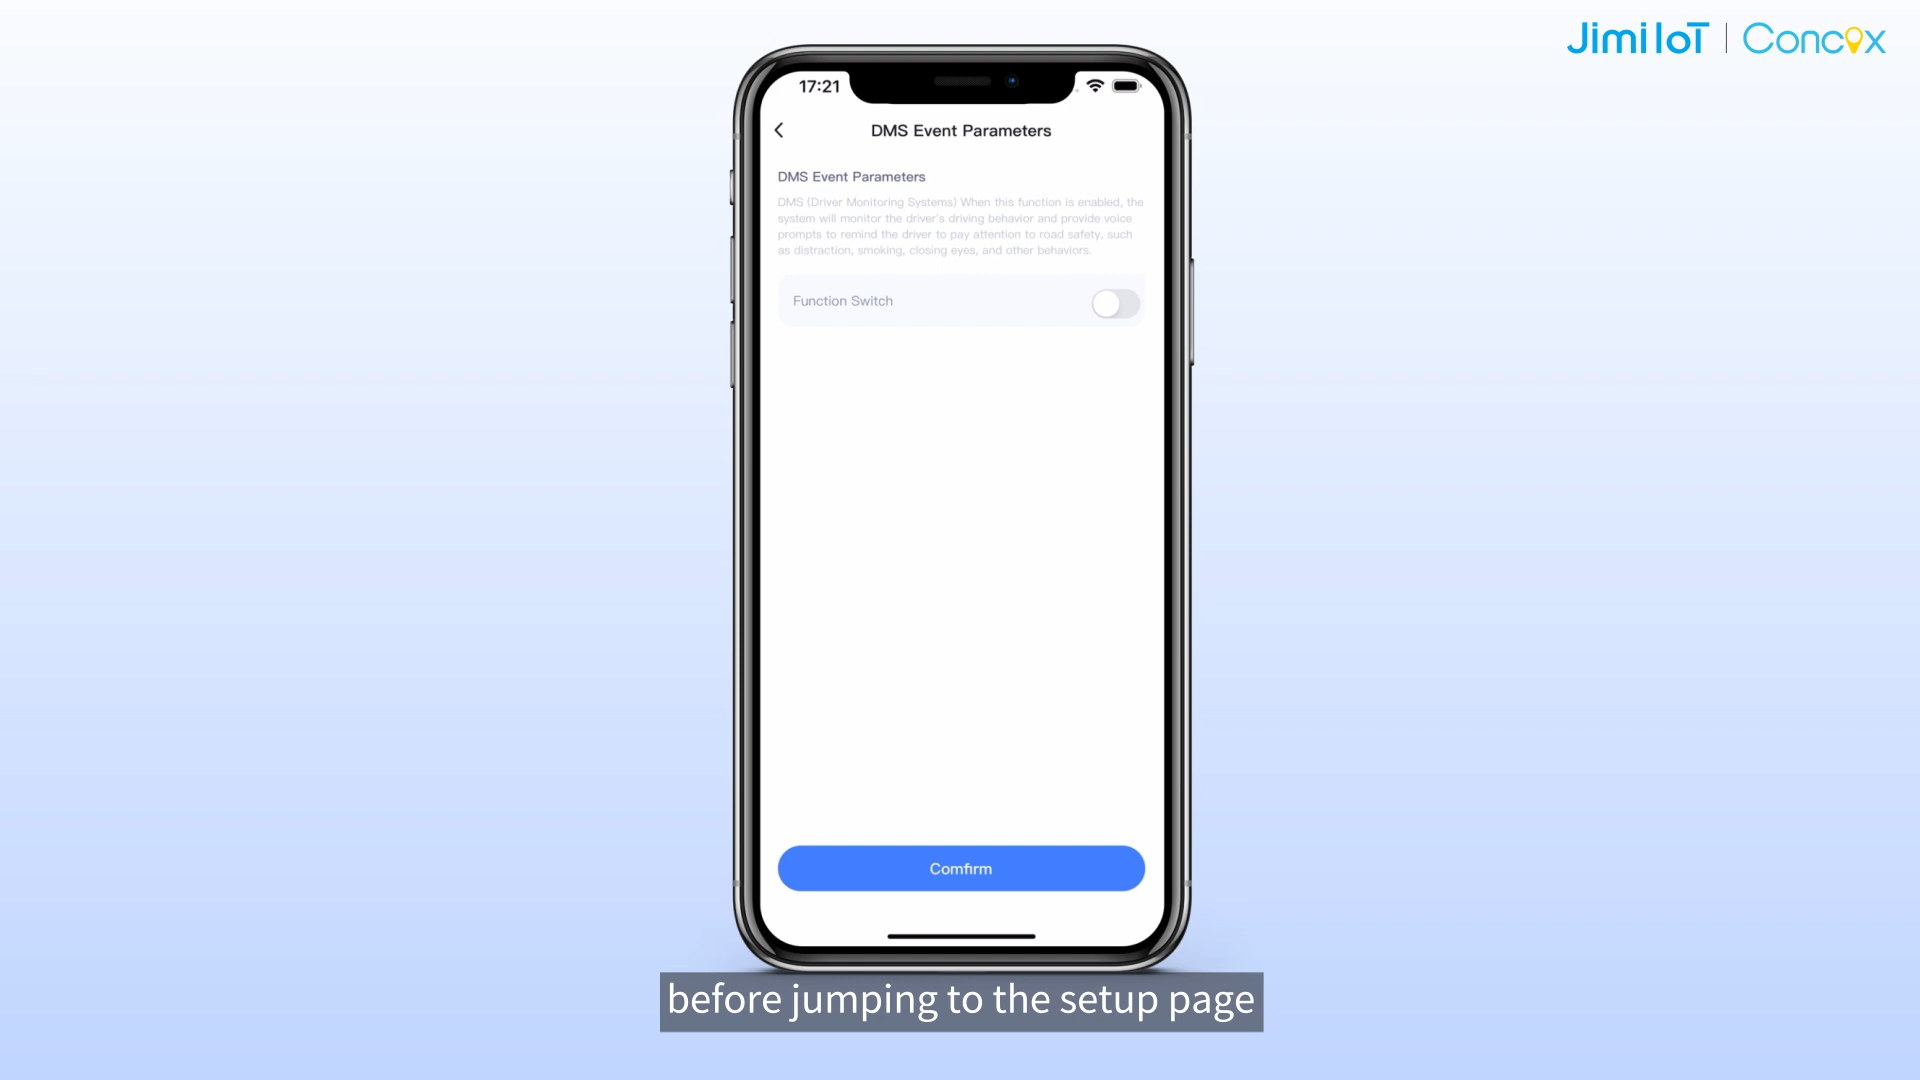 JimiIoT | Concox
17:21
DMS Event Parameters
DMS Event Parameters
DMS (Driver Monitoring Systems) When this function is enabled, the
system will monitor the driver's driving behavior and provide voice
prompts to remind the driver to pay attention to road safety, such
as distraction, smoking, closing eyes, and other behaviors.
Function Switch
Comfirm
before jumping to the setup page